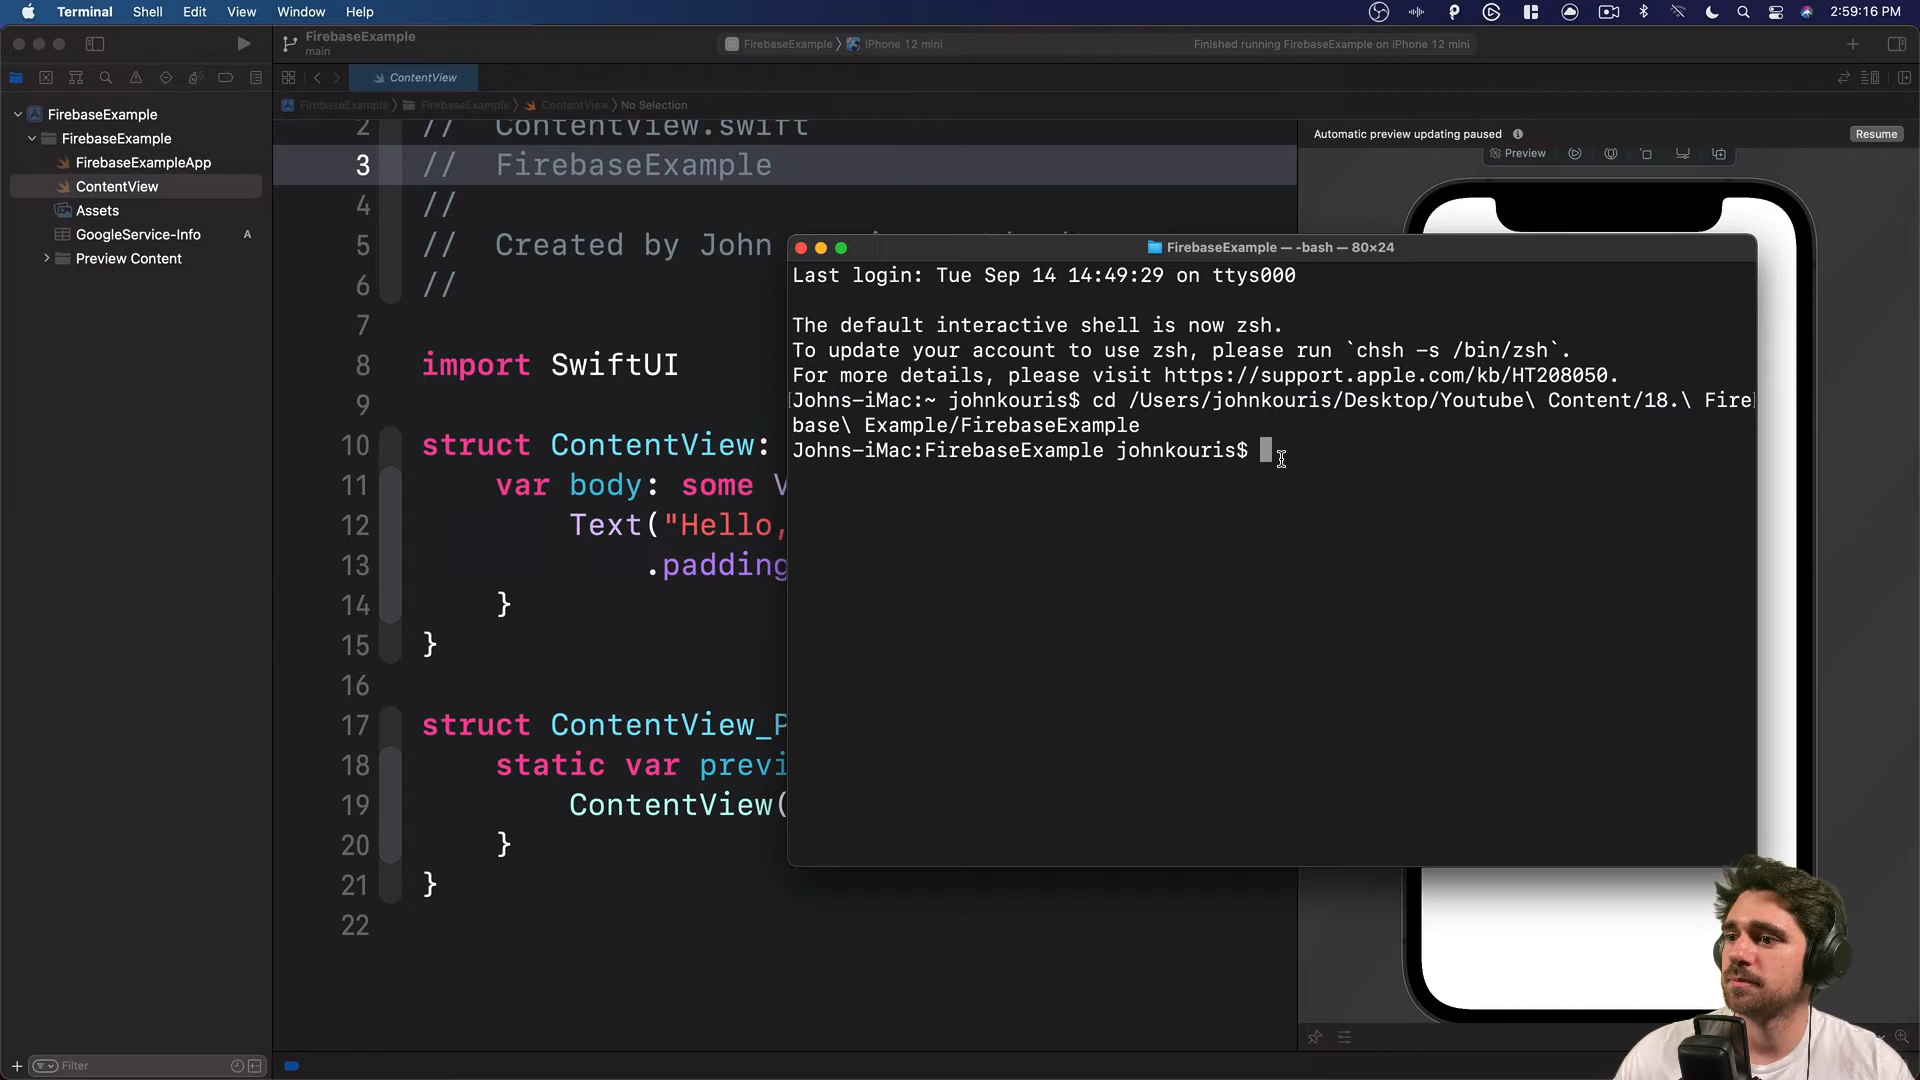 Terminal Shell Edit View Window Help
2:59:16 PM
FirebaseExample
main
FirebaseExample
iPhone 12 mini
Finished running FirebaseExample on iPhone 12 mini
ContentView
FirebaseExample FirebaseExample ContentView No Selection
FirebaseExample
FirebaseExample
FirebaseExampleApp
ContentView
Assets
GoogleService-Info A
Preview Content
Filter
2 // ContentView.swift
3 // FirebaseExample
4 //
5 // Created by John
6 //
7
8 import SwiftUI
9
10 struct ContentView:
11 var body: some
12 Text("Hello,
13 .padding
14 }
15 }
16
17 struct ContentView_P
18 static var previ
19 ContentView(
20 }
21 }
22
Automatic preview updating paused
Resume
Preview
FirebaseExample — -bash — 80×24
Last login: Tue Sep 14 14:49:29 on ttys000
The default interactive shell is now zsh.
To update your account to use zsh, please run `chsh -s /bin/zsh`.
For more details, please visit https://support.apple.com/kb/HT208050.
Johns-iMac:~ johnkouris$ cd /Users/johnkouris/Desktop/Youtube\ Content/18.\ Fire
base\ Example/FirebaseExample
Johns-iMac:FirebaseExample johnkouris$